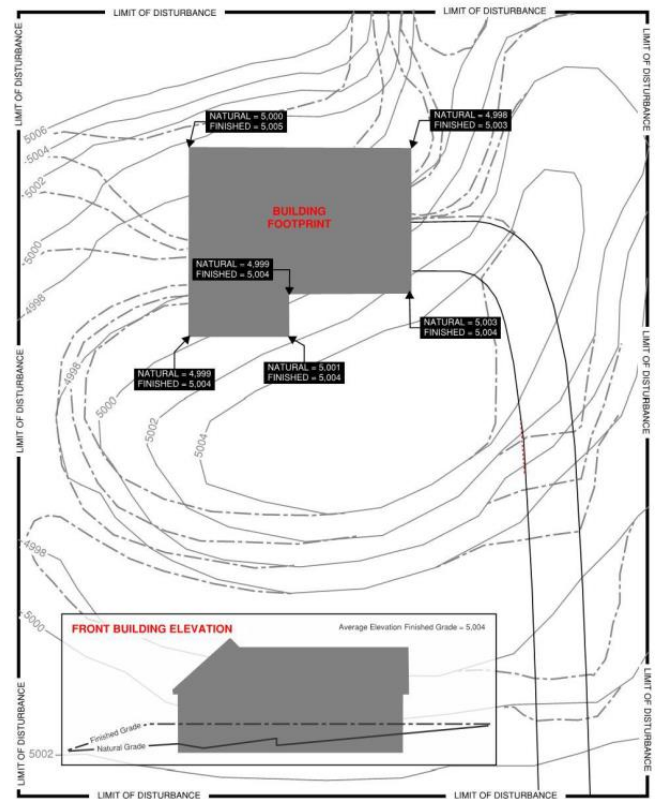 LIMIT OF DISTURBANCE
LIMIT OF DISTURBANCE
LIMIT OF DISTURBANCE
LIMIT OF DISTURBANCE
NATURAL = 5,000
FINISHED = 5,005
NATURAL = 4,998
FINISHED = 5,003
5006
5004
5002
5000
4998
BUILDING
FOOTPRINT
NATURAL = 4,999
FINISHED = 5,004
NATURAL = 5,003
FINISHED = 5,004
NATURAL = 4,999
FINISHED = 5,004
NATURAL = 5,001
FINISHED = 5,004
LIMIT OF DISTURBANCE
LIMIT OF DISTURBANCE
4998
5000
5002
5004
4998
5000
FRONT BUILDING ELEVATION
Average Elevation Finished Grade = 5,004
Finished Grade
Natural Grade
5002
LIMIT OF DISTURBANCE
LIMIT OF DISTURBANCE
LIMIT OF DISTURBANCE
LIMIT OF DISTURBANCE